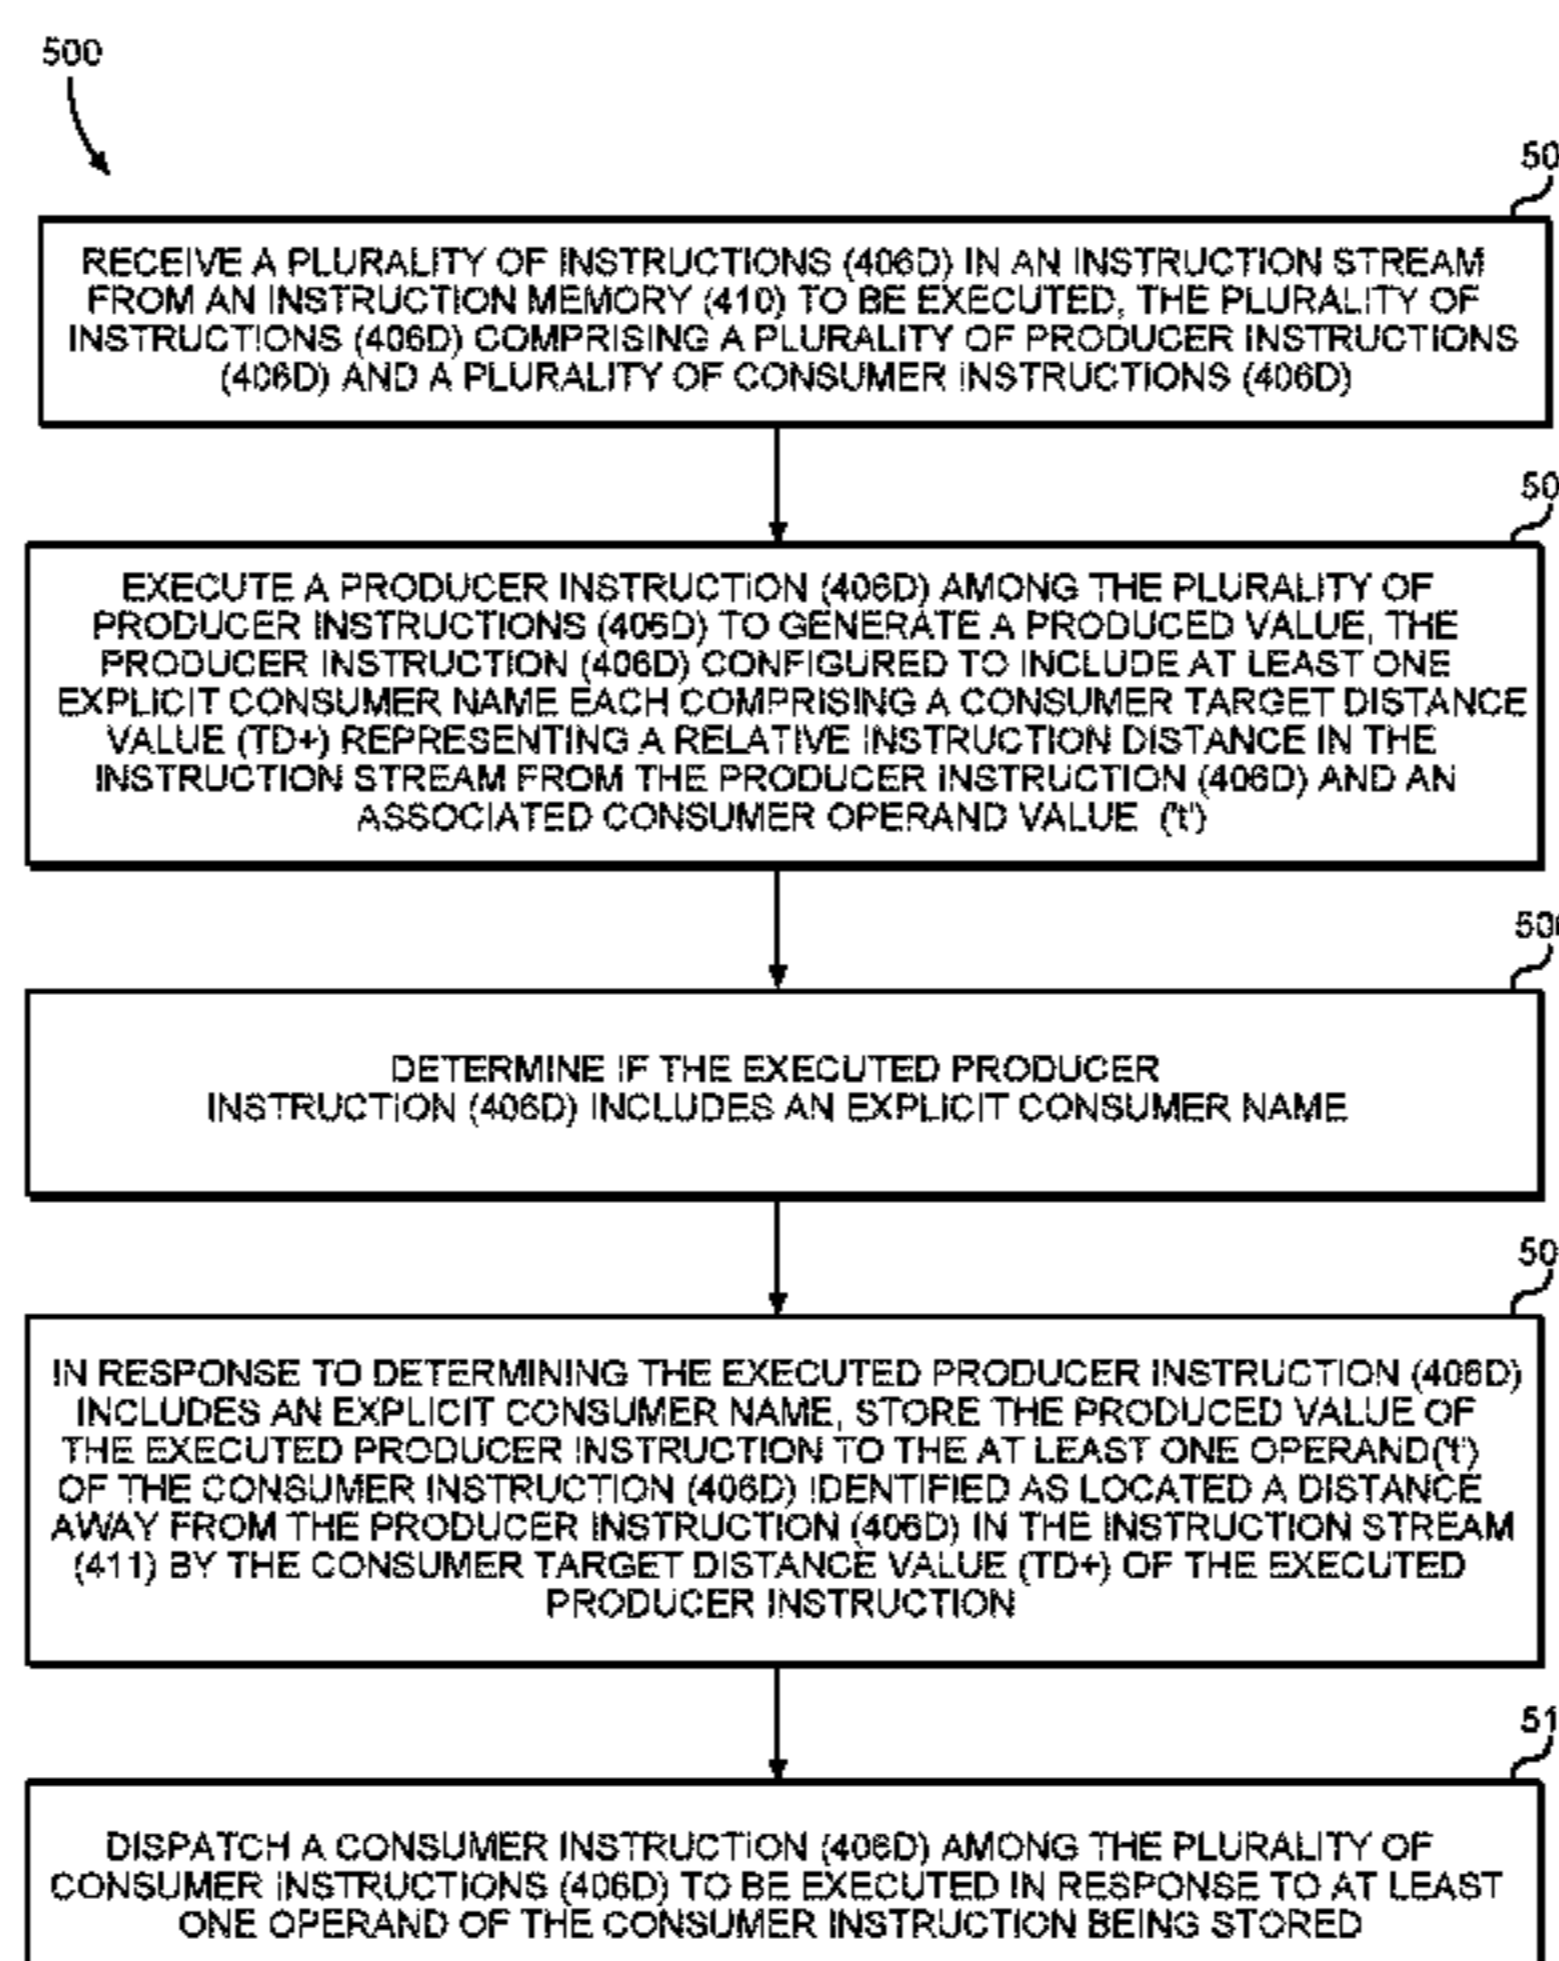 500
50
RECEIVE A PLURALITY OF INSTRUCTIONS (406D) IN AN INSTRUCTION STREAM
FROM AN INSTRUCTION MEMORY (410) TO BE EXECUTED, THE PLURALITY OF
INSTRUCTIONS (406D) COMPRISING A PLURALITY OF PRODUCER INSTRUCTIONS
(406D) AND A PLURALITY OF CONSUMER INSTRUCTIONS (406D)
50
EXECUTE A PRODUCER INSTRUCTION (406D) AMONG THE PLURALITY OF
PRODUCER INSTRUCTIONS (406D) TO GENERATE A PRODUCED VALUE, THE
PRODUCER INSTRUCTION (406D) CONFIGURED TO INCLUDE AT LEAST ONE
EXPLICIT CONSUMER NAME EACH COMPRISING A CONSUMER TARGET DISTANCE
VALUE (TD+) REPRESENTING A RELATIVE INSTRUCTION DISTANCE IN THE
INSTRUCTION STREAM FROM THE PRODUCER INSTRUCTION (406D) AND AN
ASSOCIATED CONSUMER OPERAND VALUE ('t')
50
DETERMINE IF THE EXECUTED PRODUCER
INSTRUCTION (406D) INCLUDES AN EXPLICIT CONSUMER NAME
50
IN RESPONSE TO DETERMINING THE EXECUTED PRODUCER INSTRUCTION (406D)
INCLUDES AN EXPLICIT CONSUMER NAME, STORE THE PRODUCED VALUE OF
THE EXECUTED PRODUCER INSTRUCTION TO THE AT LEAST ONE OPERAND('t')
OF THE CONSUMER INSTRUCTION (406D) IDENTIFIED AS LOCATED A DISTANCE
AWAY FROM THE PRODUCER INSTRUCTION (406D) IN THE INSTRUCTION STREAM
(411) BY THE CONSUMER TARGET DISTANCE VALUE (TD+) OF THE EXECUTED
PRODUCER INSTRUCTION
51
DISPATCH A CONSUMER INSTRUCTION (406D) AMONG THE PLURALITY OF
CONSUMER INSTRUCTIONS (406D) TO BE EXECUTED IN RESPONSE TO AT LEAST
ONE OPERAND OF THE CONSUMER INSTRUCTION BEING STORED